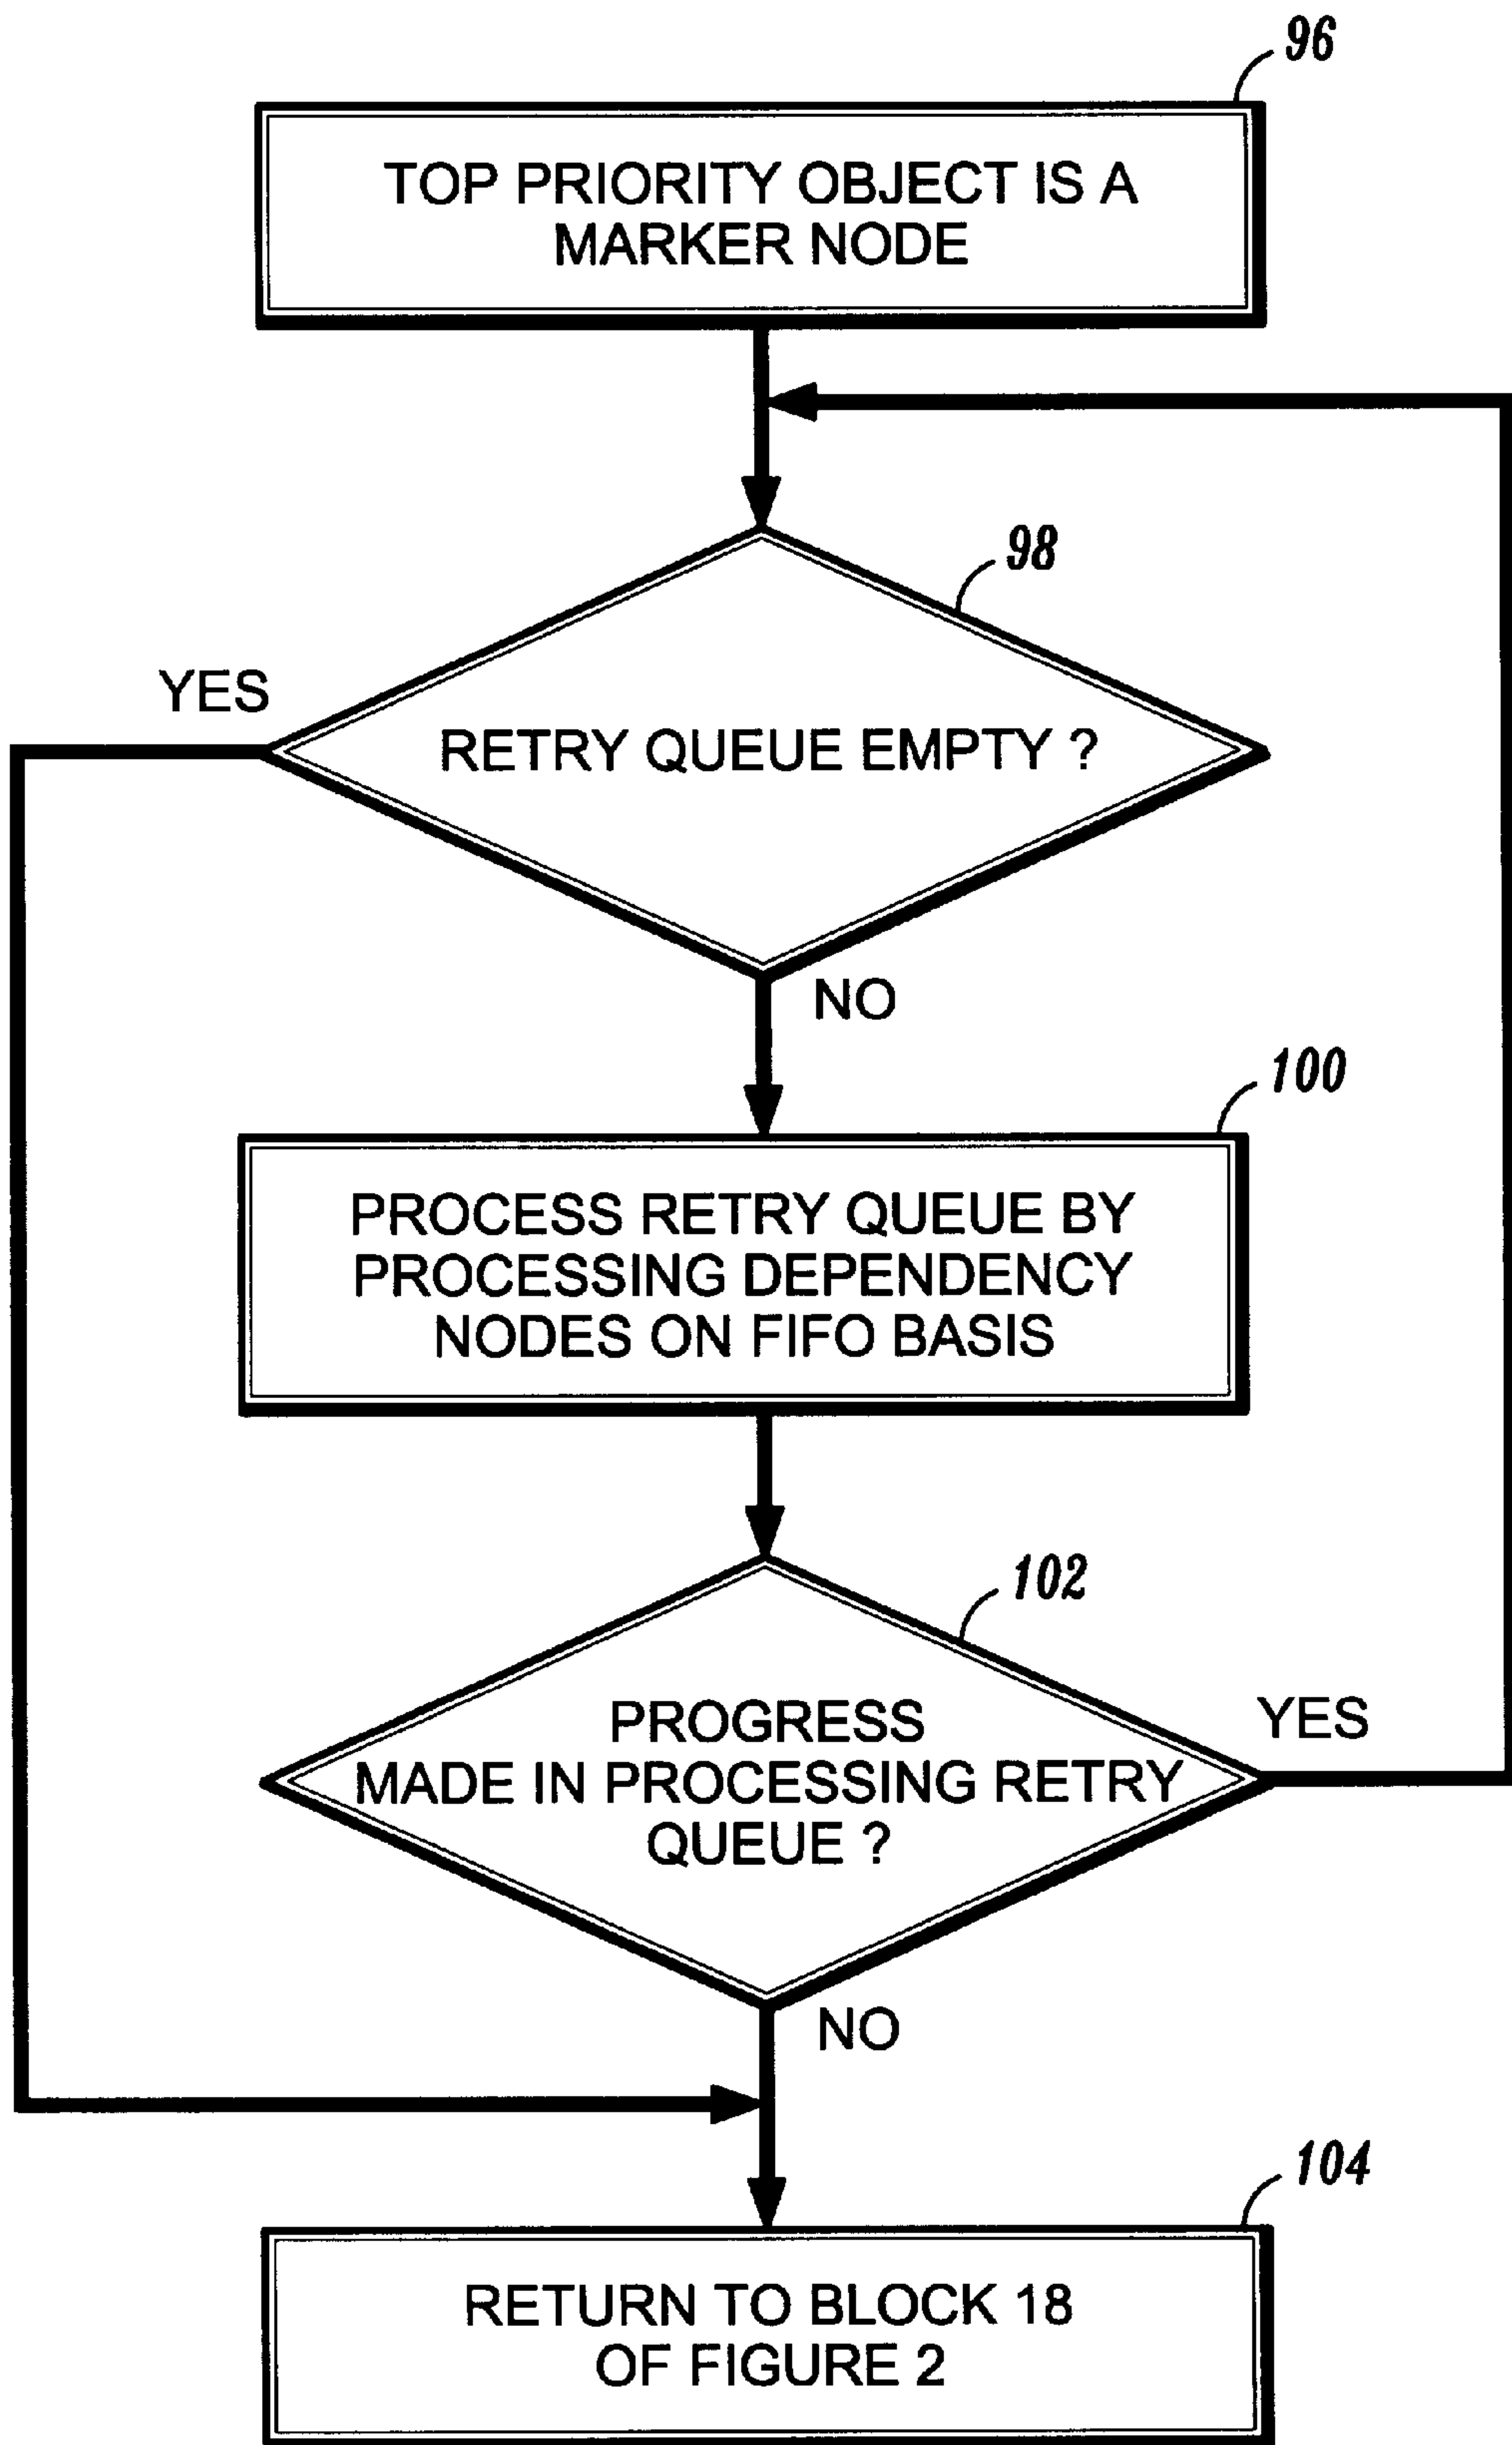 96
TOP PRIORITY OBJECT IS A
MARKER NODE
98
YES
RETRY QUEUE EMPTY ?
NO
100
PROCESS RETRY QUEUE BY
PROCESSING DEPENDENCY
NODES ON FIFO BASIS
102
PROGRESS
YES
MADE IN PROCESSING RETRY
QUEUE ?
NO
104
RETURN TO BLOCK 18
OF FIGURE 2